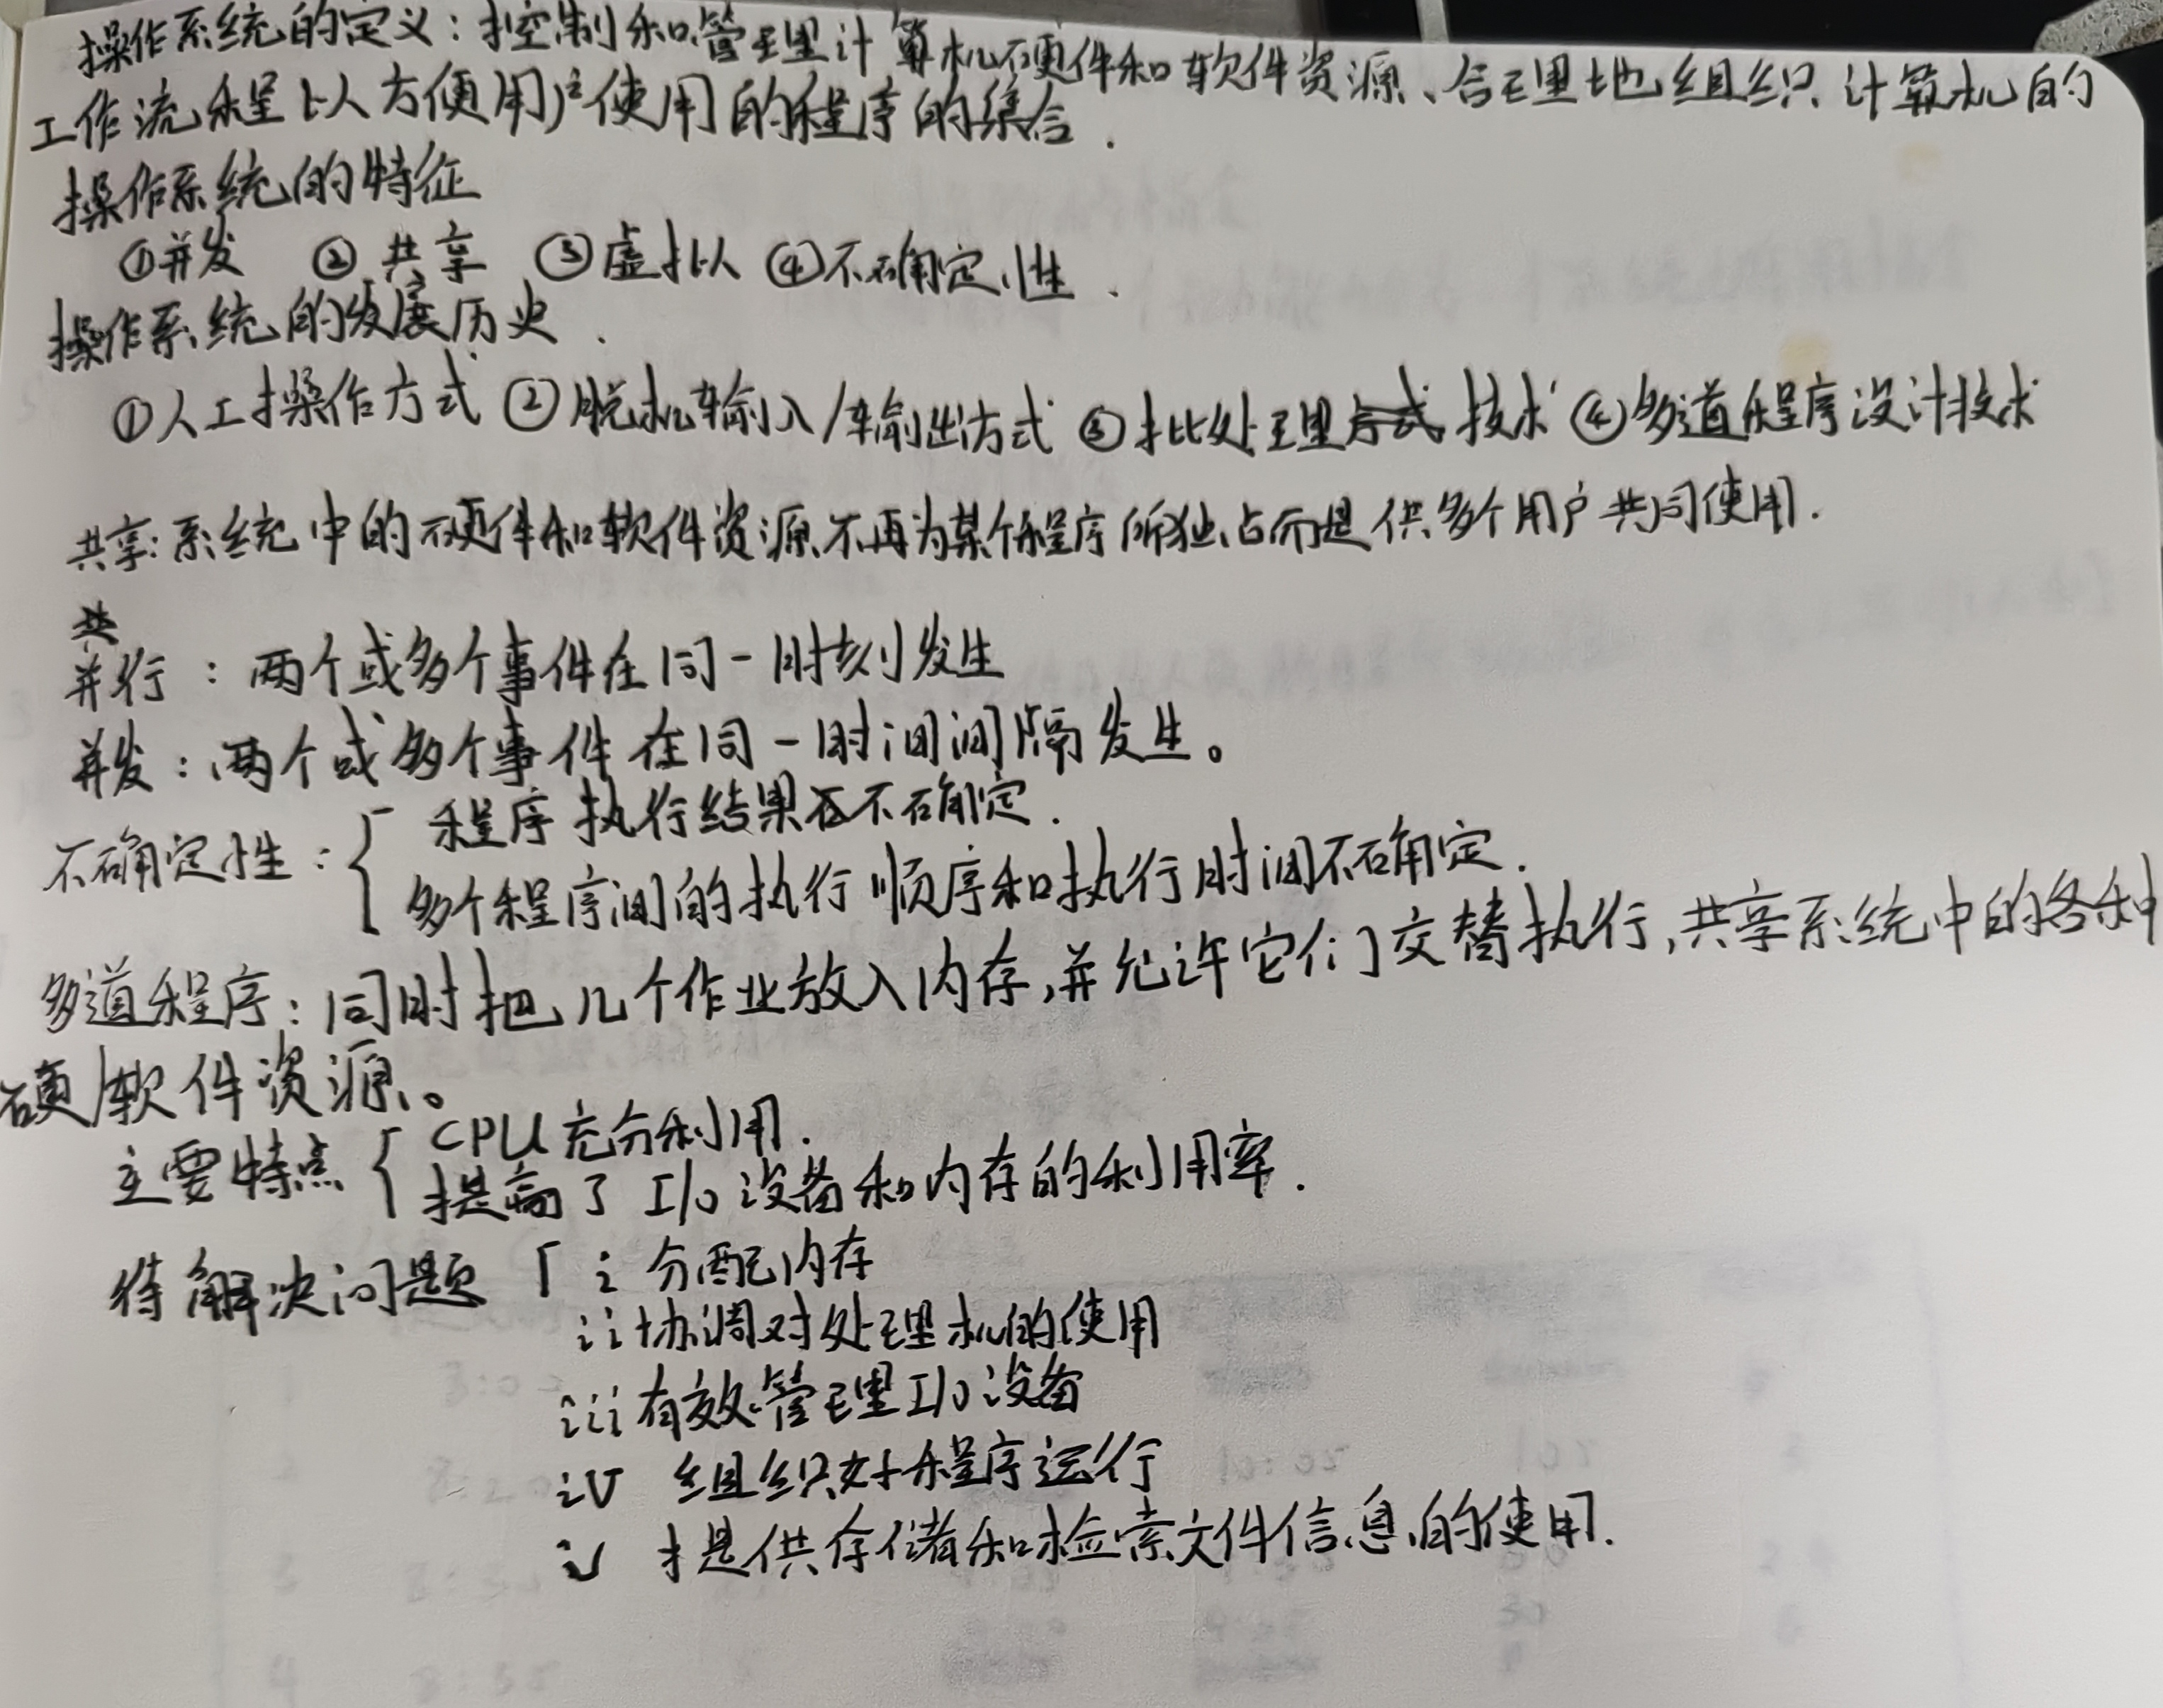 操作系统的定义：控制和管理计算机硬件和软件资源、合理地组织计算机的
工作流程以方便用户使用的程序的集合.
操作系统的特征
①并发 ②共享 ③虚拟 ④不确定性.
操作系统的发展历史.
①人工操作方式 ②脱机输入/输出方式 ③批处理方式技术 ④多道程序设计技术
共享:系统中的硬件和软件资源不再为某个程序所独占而是供多个用户共同使用.
共
并行：两个或多个事件在同一时刻发生
并发：两个或多个事件在同一时间间隔发生。
不确定性：{ 程序执行结果不确定.
多个程序间的执行顺序和执行时间不确定.
多道程序：同时把几个作业放入内存,并允许它们交替执行,共享系统中的各种
硬/软件资源。
主要特点 { CPU充分利用.
提高了I/O设备和内存的利用率.
待解决问题 「 i 分配内存
ii 协调对处理机的使用
iii 有效管理I/O设备
iv 组织好程序运行
v 提供存储和检索文件信息的使用.